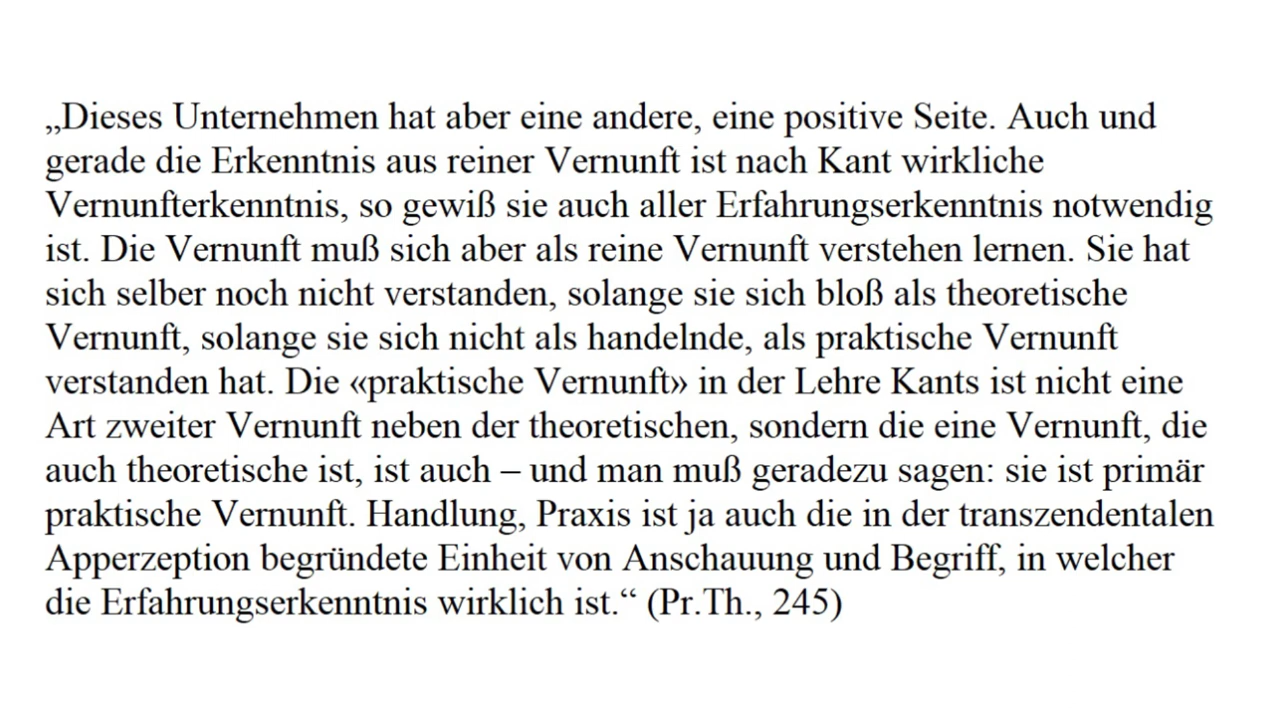 „Dieses Unternehmen hat aber eine andere, eine positive Seite. Auch und
gerade die Erkenntnis aus reiner Vernunft ist nach Kant wirkliche
Vernunfterkenntnis, so gewiß sie auch aller Erfahrungserkenntnis notwendig
ist. Die Vernunft muß sich aber als reine Vernunft verstehen lernen. Sie hat
sich selber noch nicht verstanden, solange sie sich bloß als theoretische
Vernunft, solange sie sich nicht als handelnde, als praktische Vernunft
verstanden hat. Die «praktische Vernunft» in der Lehre Kants ist nicht eine
Art zweiter Vernunft neben der theoretischen, sondern die eine Vernunft, die
auch theoretische ist, ist auch – und man muß geradezu sagen: sie ist primär
praktische Vernunft. Handlung, Praxis ist ja auch die in der transzendentalen
Apperzeption begründete Einheit von Anschauung und Begriff, in welcher
die Erfahrungserkenntnis wirklich ist.“ (Pr.Th., 245)